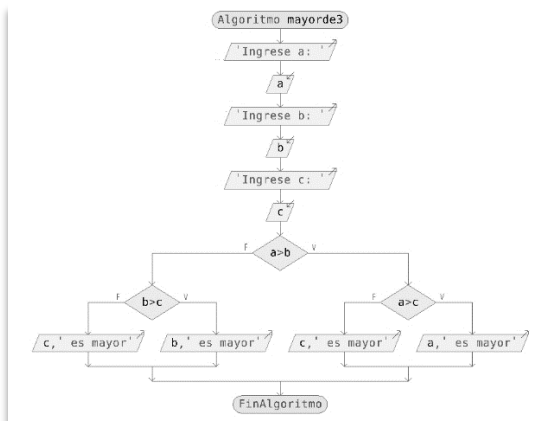 Algoritmo mayorde3
'Ingrese a: '
a
'Ingrese b: '
b
'Ingrese c: '
c
F a>b V
F b>c V F a>c V
c,' es mayor' b,' es mayor' c,' es mayor' a,' es mayor'
FinAlgoritmo